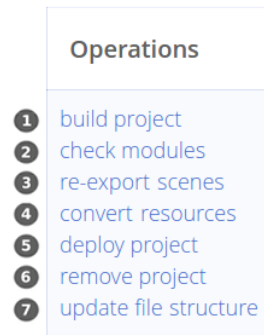 Operations
1 build project
2 check modules
3 re-export scenes
4 convert resources
5 deploy project
6 remove project
7 update file structure